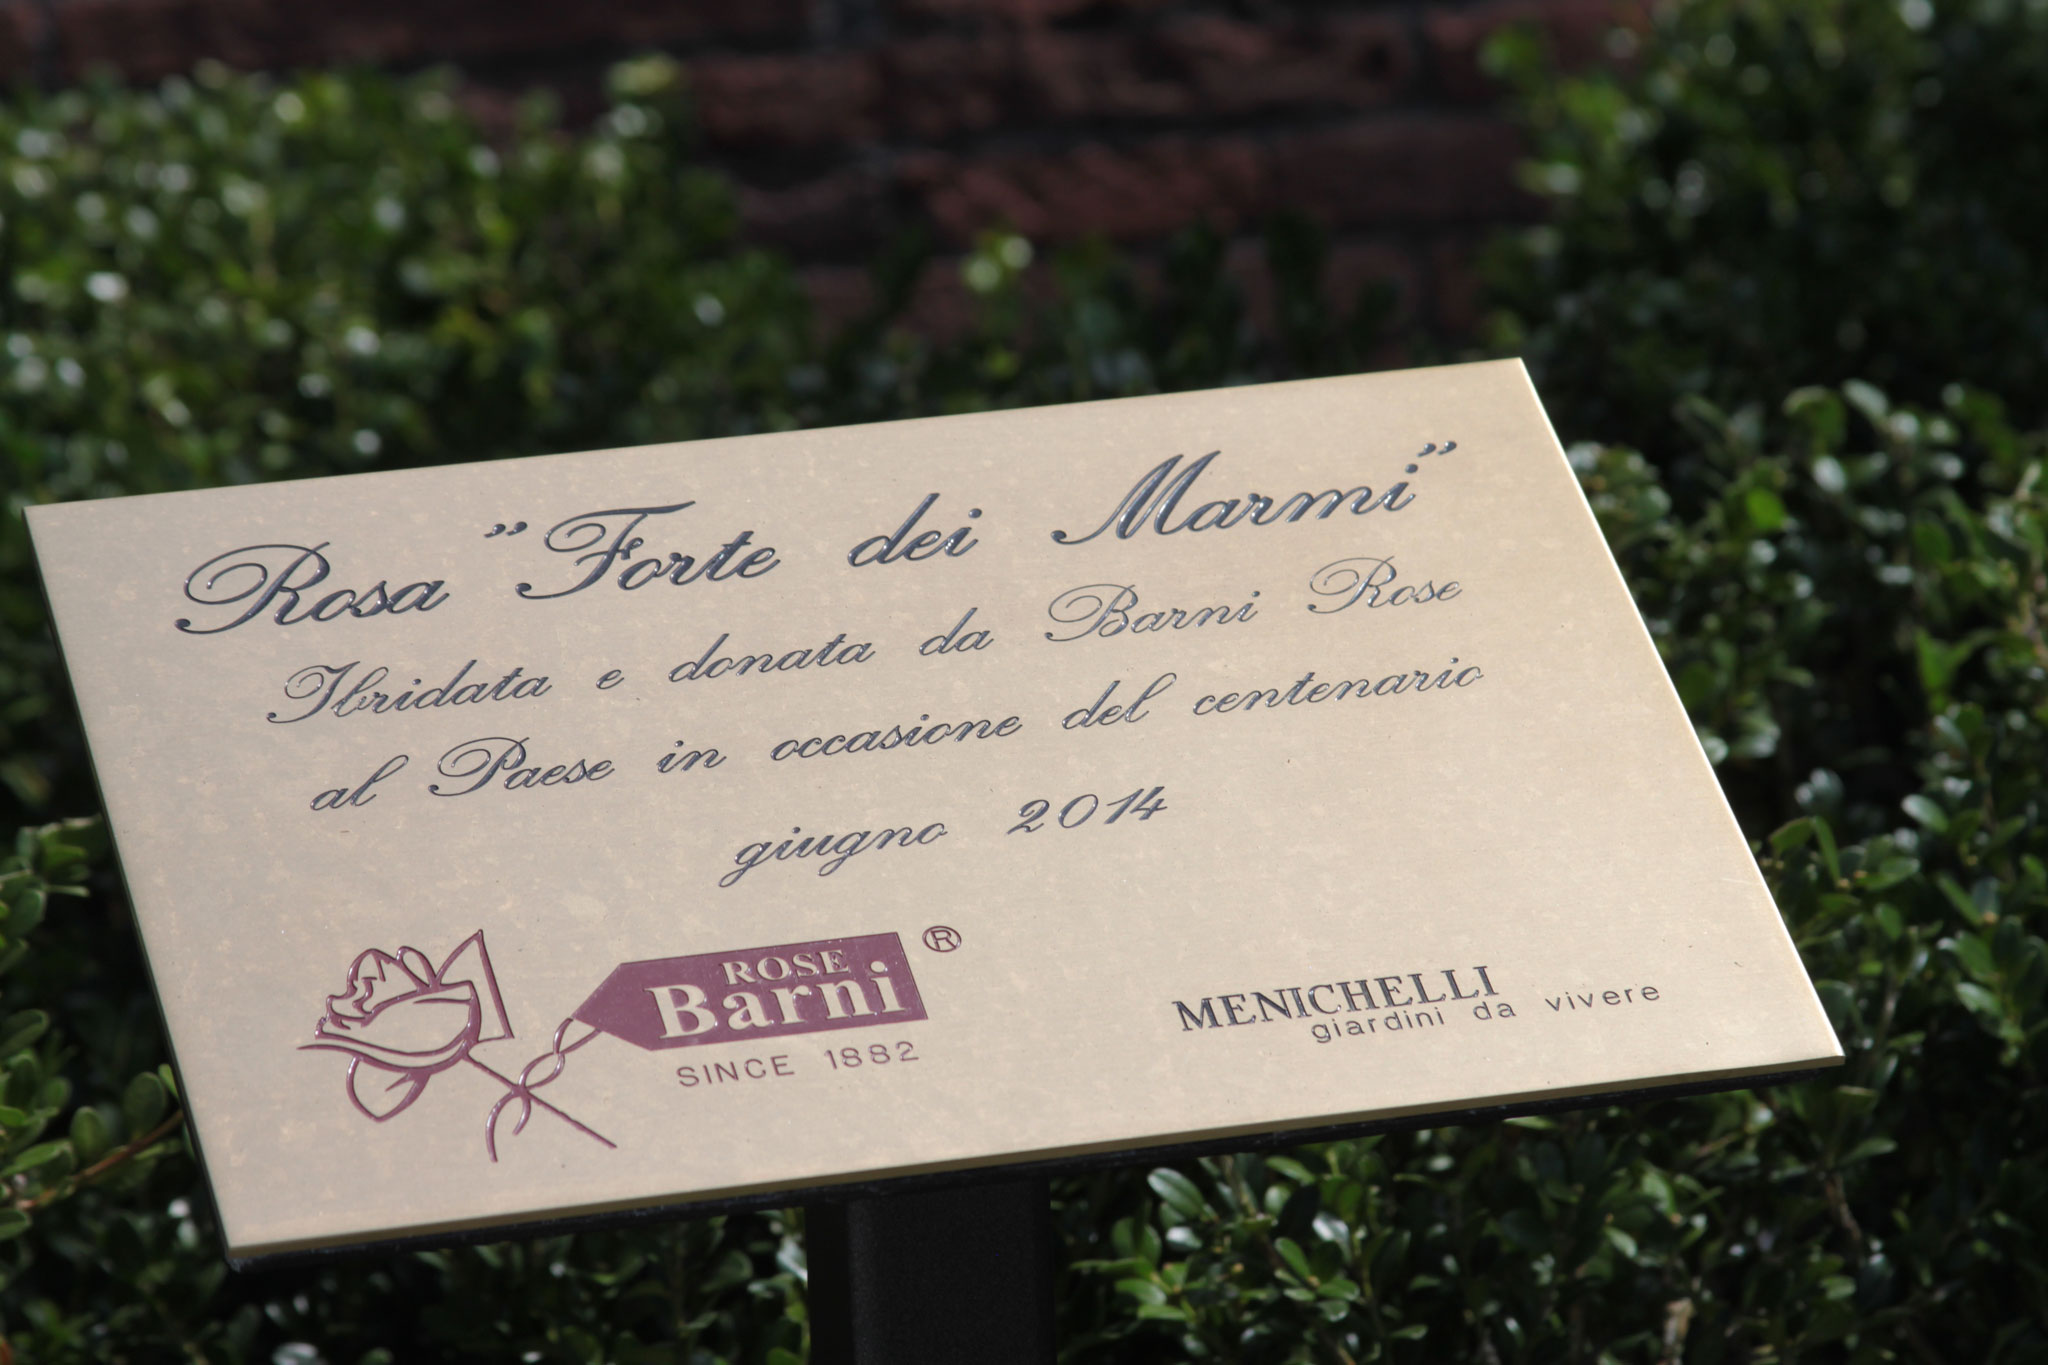 Rosa "Forte dei Marmi"
Ibridata e donata da Barni Rose
al Paese in occasione del centenario
giugno 2014
ROSE
Barni ®
SINCE 1882
MENICHELLI
giardini da vivere